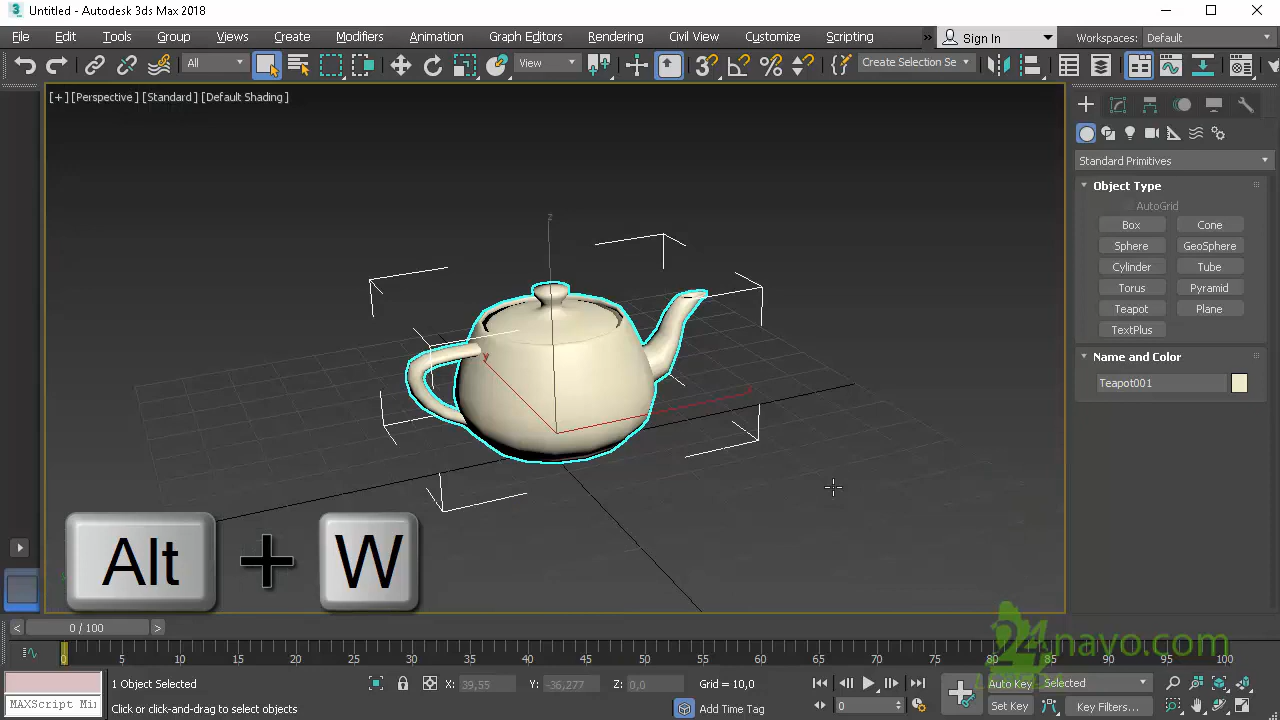 Untitled - Autodesk 3ds Max 2018
File Edit Tools Group Views Create Modifiers Animation Graph Editors Rendering Civil View Customize Scripting » Sign In Workspaces: Default
All View 3 % Create Selection Se
[+] [Perspective] [Standard] [Default Shading]
Standard Primitives
Object Type
AutoGrid
Box Cone
Sphere GeoSphere
Cylinder Tube
Torus Pyramid
Teapot Plane
TextPlus
Name and Color
Teapot001
z
y
x
Alt + W
< 0 / 100 >
24navo.com
0 5 10 15 20 25 30 35 40 45 50 55 60 65 70 75 80 85 90 95 100
1 Object Selected X: 39,55 Y: -36,277 Z: 0,0 Grid = 10,0 Auto Key Selected
MAXScript Mi Click or click-and-drag to select objects Add Time Tag 0 Set Key Key Filters...